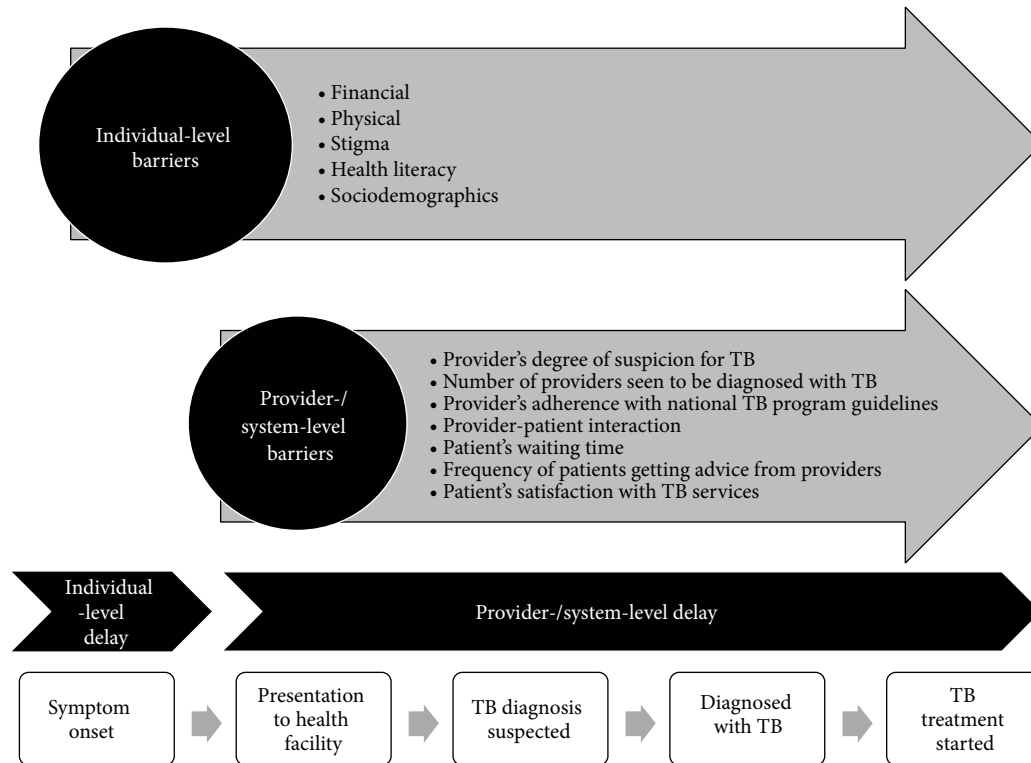 Individual-level
barriers
• Financial
• Physical
• Stigma
• Health literacy
• Sociodemographics
Provider-/
system-level
barriers
• Provider's degree of suspicion for TB
• Number of providers seen to be diagnosed with TB
• Provider's adherence with national TB program guidelines
• Provider-patient interaction
• Patient's waiting time
• Frequency of patients getting advice from providers
• Patient's satisfaction with TB services
Individual
-level
delay
Provider-/system-level delay
Symptom
onset
Presentation
to health
facility
TB diagnosis
suspected
Diagnosed
with TB
TB
treatment
started